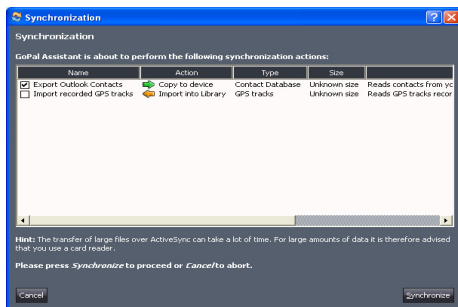 Synchronization
Synchronization
GoPal Assistant is about to perform the following synchronization actions:
Name Action Type Size
Export Outlook Contacts Copy to device Contact Database Unknown size Reads contacts from yc
Import recorded GPS tracks Import into Library GPS tracks Unknown size Reads GPS tracks recor
Hint: The transfer of large files over ActiveSync can take a lot of time. For large amounts of data it is therefore advised
that you use a card reader.
Please press Synchronize to proceed or Cancel to abort.
Cancel Synchronize